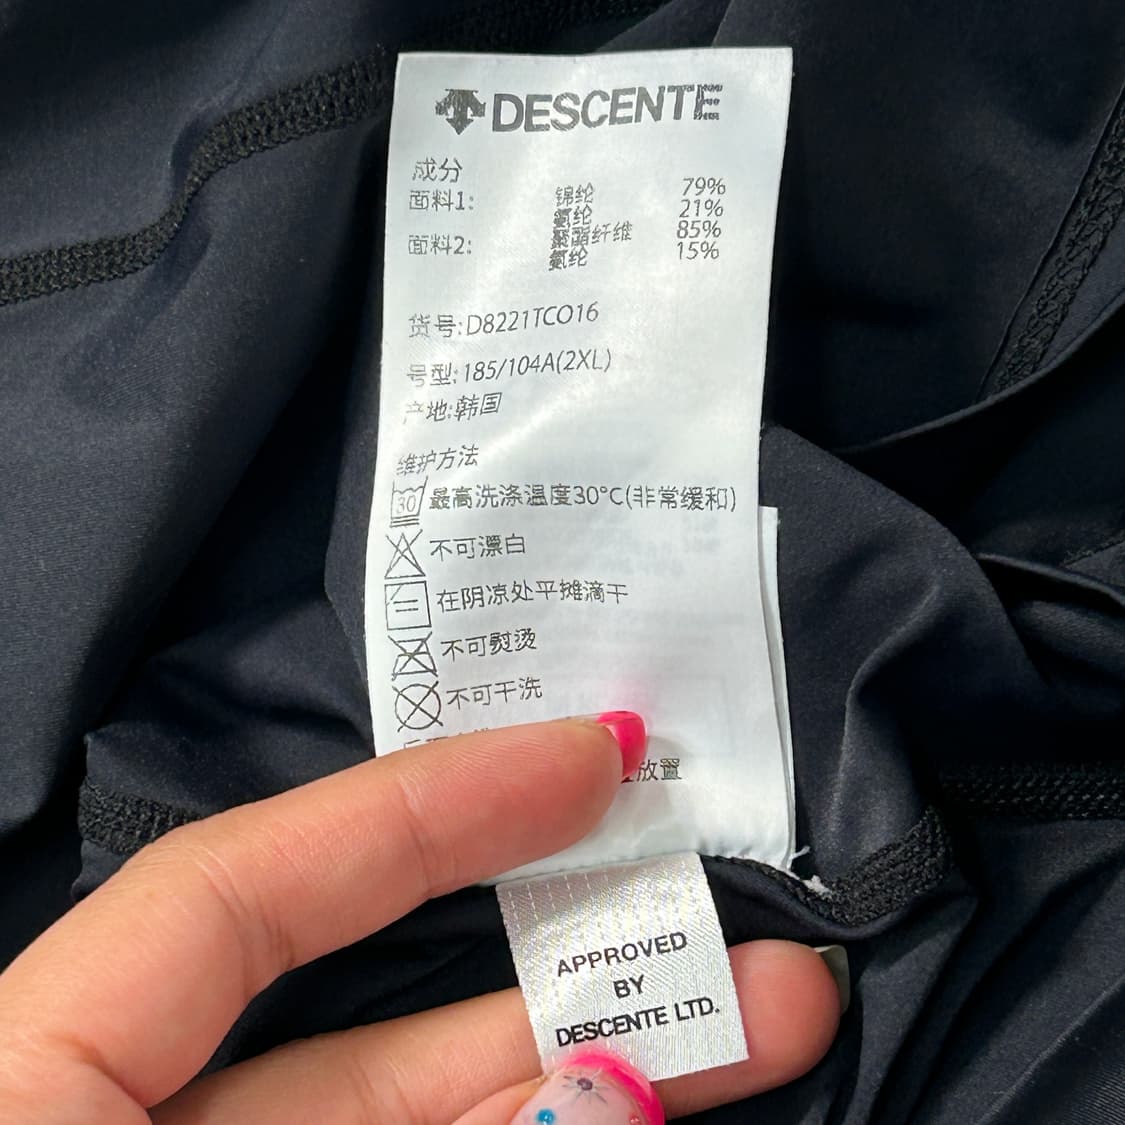 DESCENTE
成分
面料1: 锦纶 79%
氨纶 21%
面料2: 聚酯纤维 85%
氨纶 15%
货号:D8221TCO16
号型:185/104A(2XL)
产地:韩国
维护方法
30 最高洗涤温度30°C(非常缓和)
不可漂白
在阴凉处平摊滴干
不可熨烫
不可干洗
放置
APPROVED
BY
DESCENTE LTD.